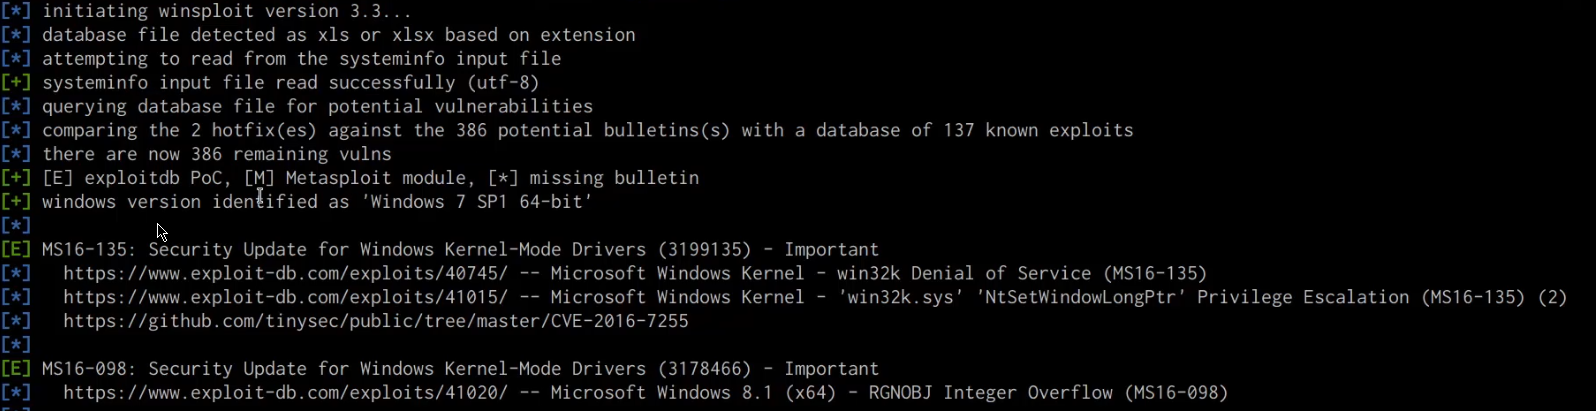 [*] initiating winsploit version 3.3...
[*] database file detected as xls or xlsx based on extension
[*] attempting to read from the systeminfo input file
[+] systeminfo input file read successfully (utf-8)
[*] querying database file for potential vulnerabilities
[*] comparing the 2 hotfix(es) against the 386 potential bulletins(s) with a database of 137 known exploits
[*] there are now 386 remaining vulns
[+] [E] exploitdb PoC, [M] Metasploit module, [*] missing bulletin
[+] windows version identified as 'Windows 7 SP1 64-bit'
[*]
[E] MS16-135: Security Update for Windows Kernel-Mode Drivers (3199135) - Important
[*]   https://www.exploit-db.com/exploits/40745/ -- Microsoft Windows Kernel - win32k Denial of Service (MS16-135)
[*]   https://www.exploit-db.com/exploits/41015/ -- Microsoft Windows Kernel - 'win32k.sys' 'NtSetWindowLongPtr' Privilege Escalation (MS16-135) (2)
[*]   https://github.com/tinysec/public/tree/master/CVE-2016-7255
[*]
[E] MS16-098: Security Update for Windows Kernel-Mode Drivers (3178466) - Important
[*]   https://www.exploit-db.com/exploits/41020/ -- Microsoft Windows 8.1 (x64) - RGNOBJ Integer Overflow (MS16-098)